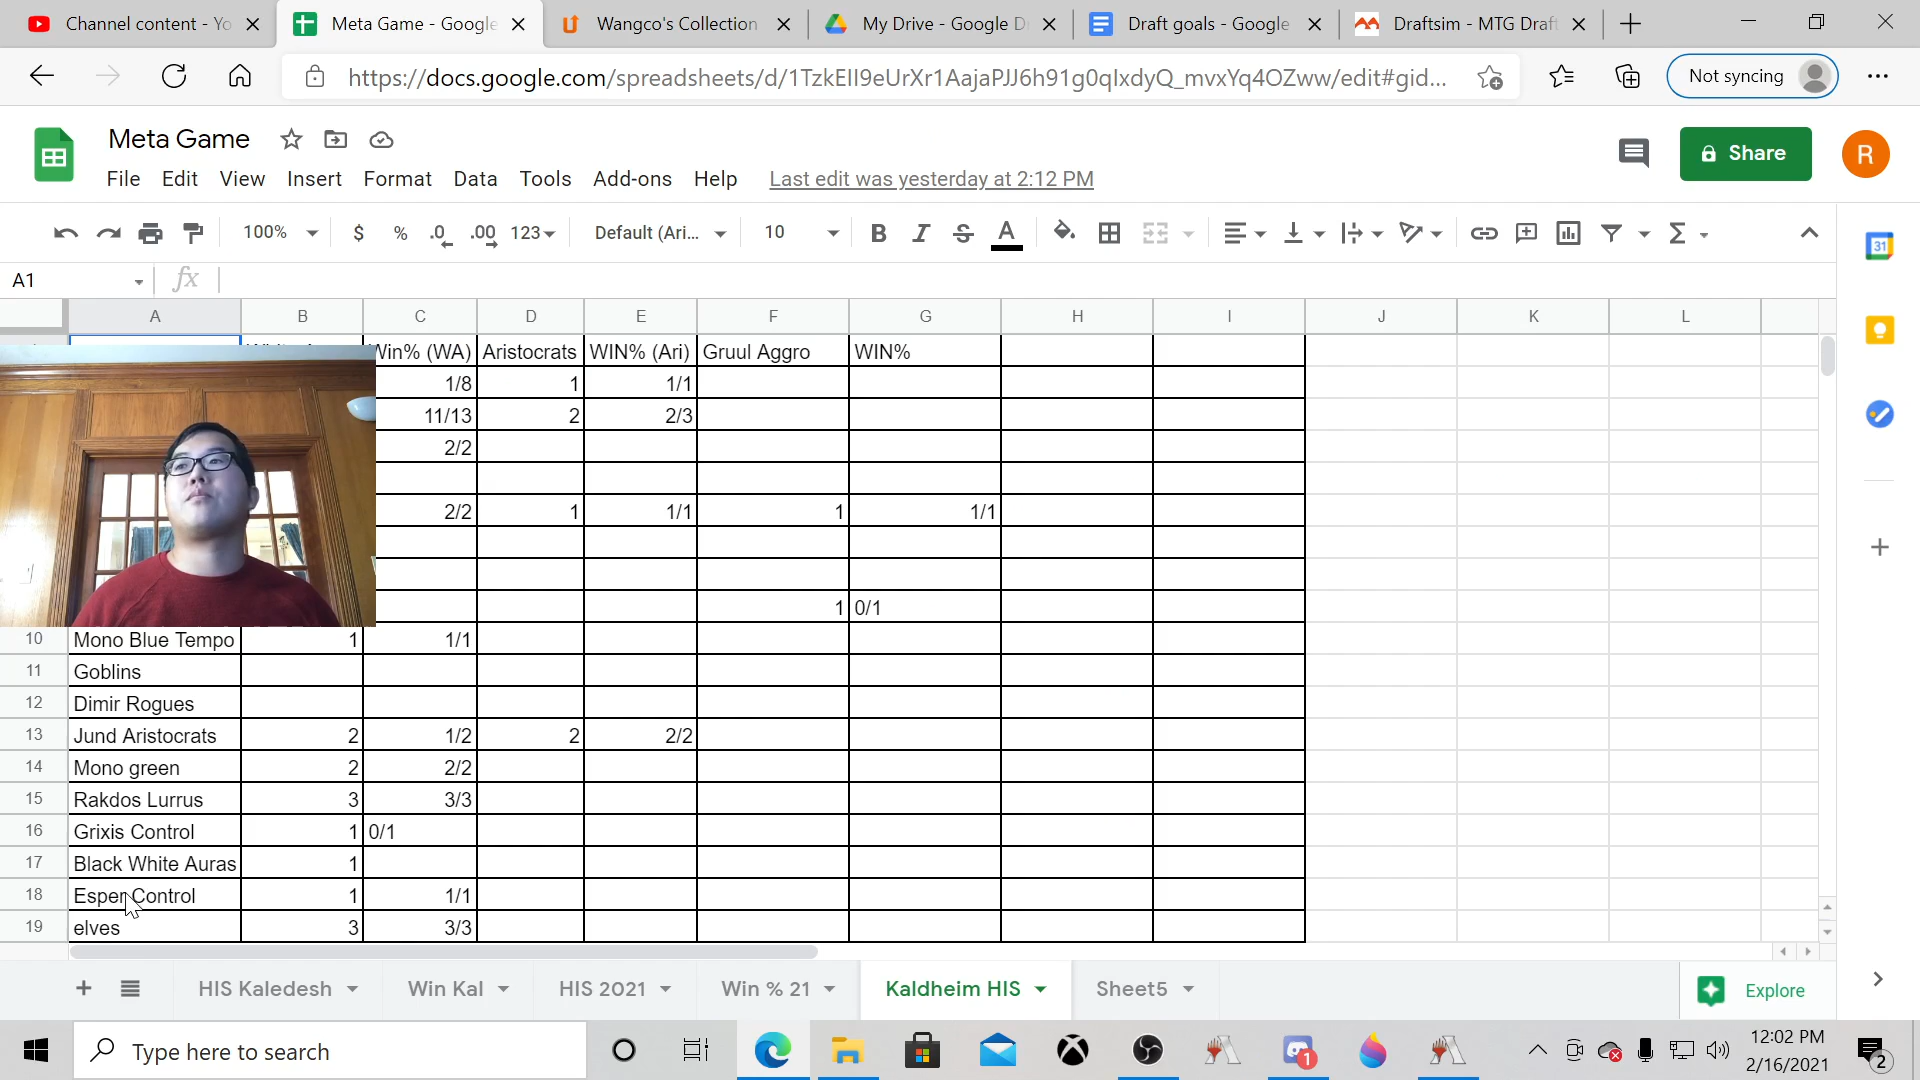 Channel content - Yo
Meta Game - Google
Wangco's Collection
My Drive - Google D
Draft goals - Google
Draftsim - MTG Draft
https://docs.google.com/spreadsheets/d/1TzkEII9eUrXr1AajaPJJ6h91g0qIxdyQ_mvxYq4OZww/edit#gid...
Not syncing
Meta Game
Share
R
File Edit View Insert Format Data Tools Add-ons Help Last edit was yesterday at 2:12 PM
100% $ % .0 .00 123 Default (Ari... 10 B I S A
31
A1 fx
A B C D E F G H I J K L
Win% (WA) Aristocrats WIN% (Ari) Gruul Aggro WIN%
1/8 1 1/1
11/13 2 2/3
2/2
2/2 1 1/1 1 1/1
1 0/1
10 Mono Blue Tempo 1 1/1
11 Goblins
12 Dimir Rogues
13 Jund Aristocrats 2 1/2 2 2/2
14 Mono green 2 2/2
15 Rakdos Lurrus 3 3/3
16 Grixis Control 1 0/1
17 Black White Auras 1
18 Esper Control 1 1/1
19 elves 3 3/3
HIS Kaledesh Win Kal HIS 2021 Win % 21 Kaldheim HIS Sheet5 Explore
Type here to search
1
12:02 PM
2/16/2021
2